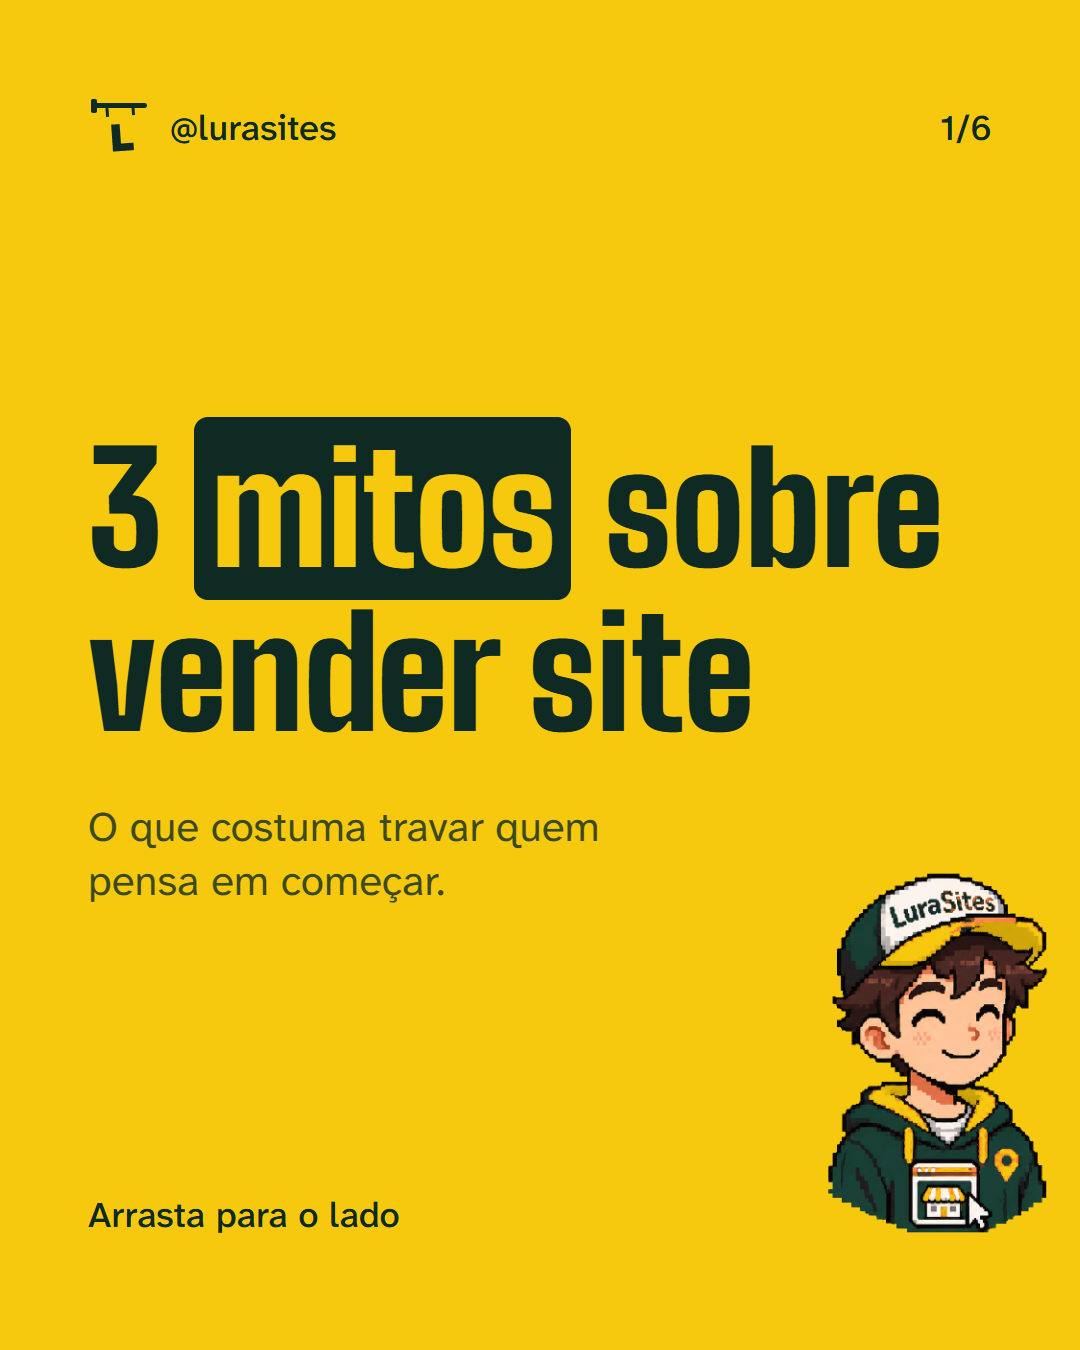 L
@lurasites
1/6
3 mitos sobre
vender site
O que costuma travar quem
pensa em começar.
LuraSites
Arrasta para o lado